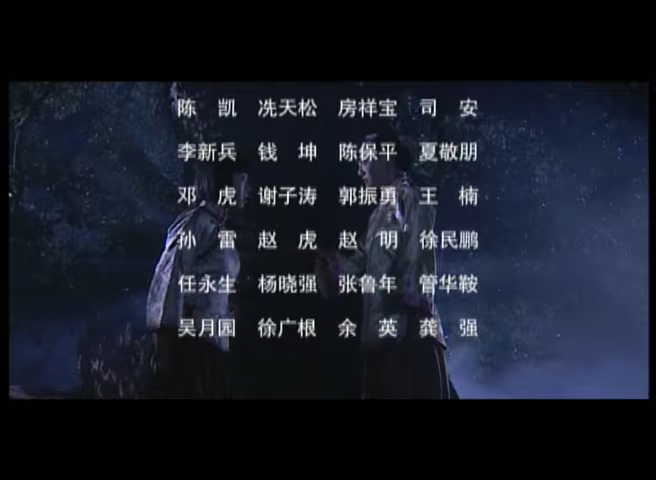 陈 凯 冼天松 房祥宝 司 安
李新兵 钱 坤 陈保平 夏敬朋
邓 虎 谢子涛 郭振勇 王 楠
孙 雷 赵 虎 赵 明 徐民鹏
任永生 杨晓强 张鲁年 管华鞍
吴月园 徐广根 余 英 龚 强